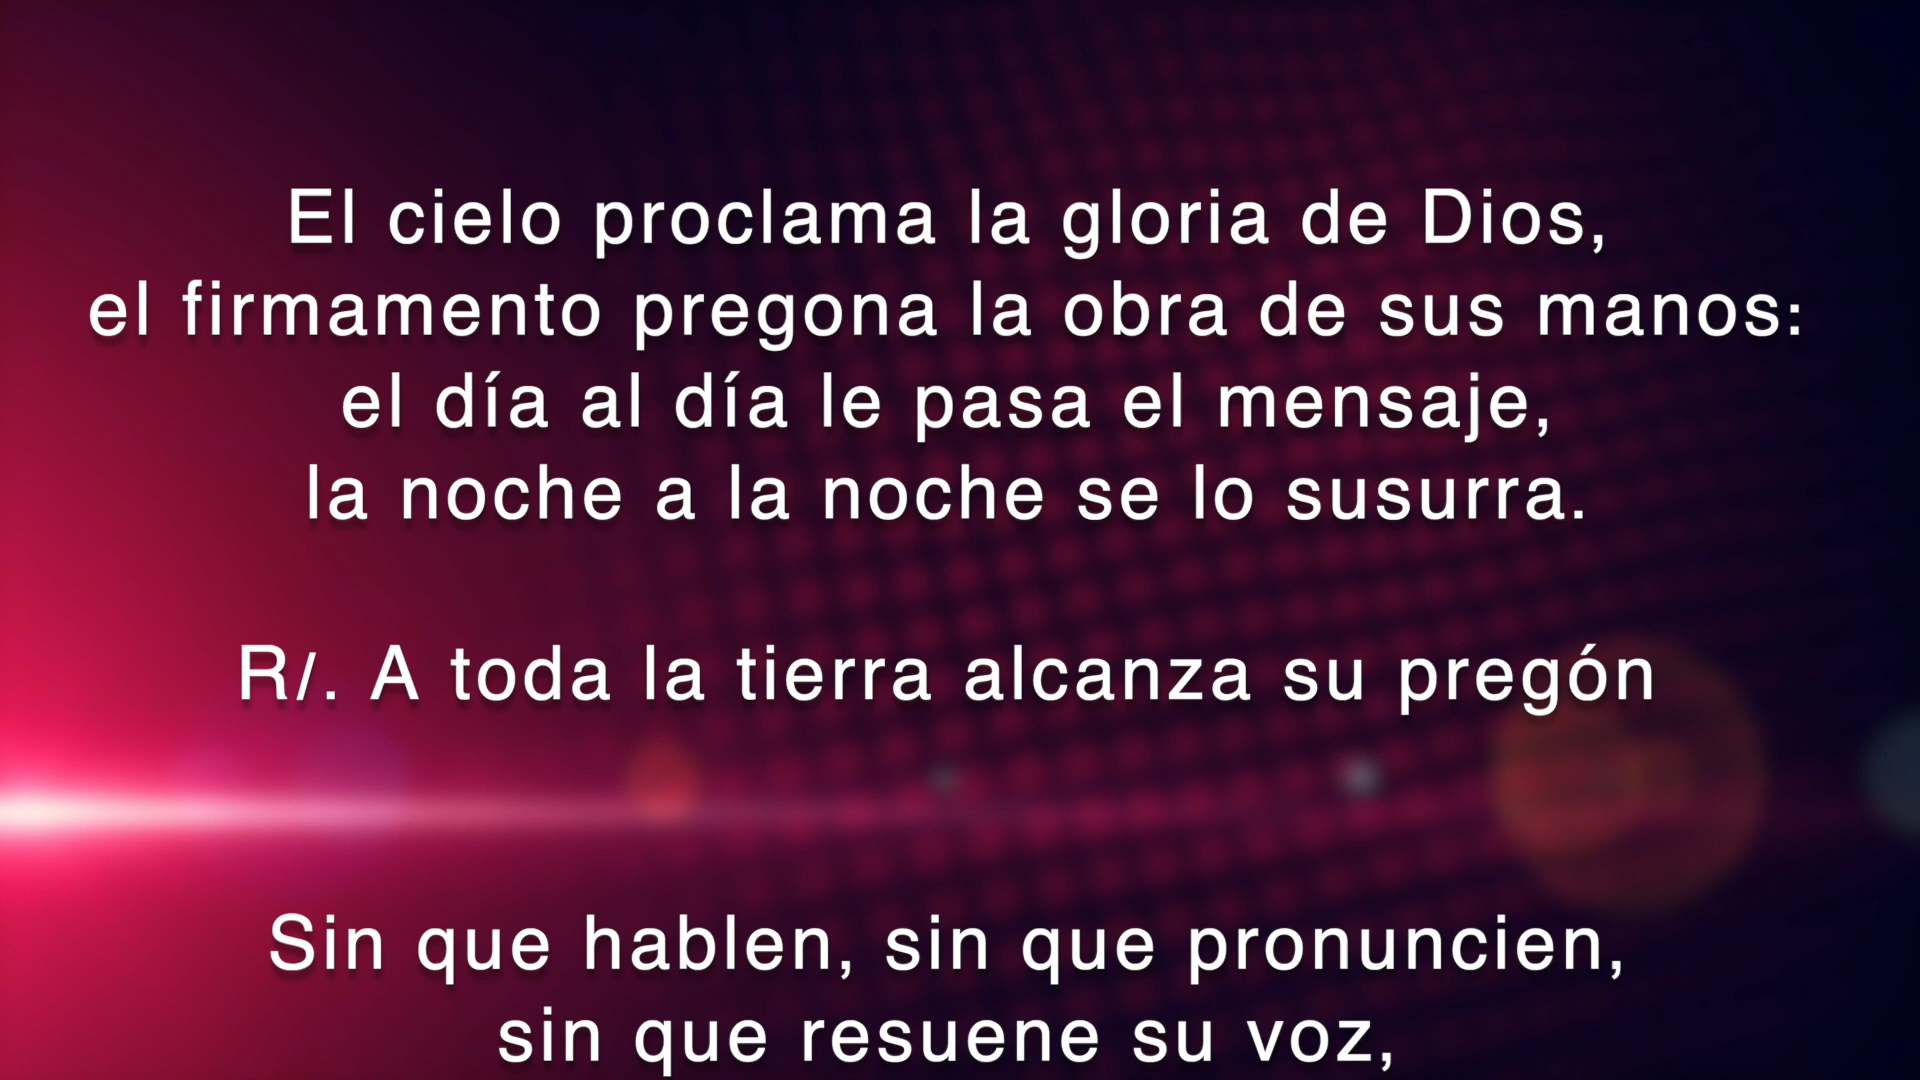 El cielo proclama la gloria de Dios,
el firmamento pregona la obra de sus manos:
el día al día le pasa el mensaje,
la noche a la noche se lo susurra.
R/. A toda la tierra alcanza su pregón
Sin que hablen, sin que pronuncien,
sin que resuene su voz,